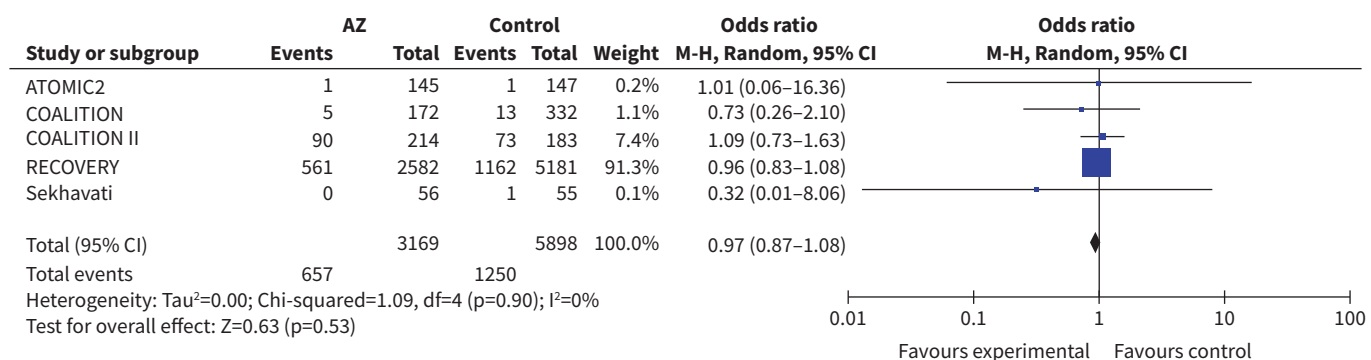 AZ Control Odds ratio Odds ratio
Study or subgroup Events Total Events Total Weight M-H, Random, 95% CI M-H, Random, 95% CI
ATOMIC2 1 145 1 147 0.2% 1.01 (0.06–16.36)
COALITION 5 172 13 332 1.1% 0.73 (0.26–2.10)
COALITION II 90 214 73 183 7.4% 1.09 (0.73–1.63)
RECOVERY 561 2582 1162 5181 91.3% 0.96 (0.83–1.08)
Sekhavati 0 56 1 55 0.1% 0.32 (0.01–8.06)
Total (95% CI) 3169 5898 100.0% 0.97 (0.87–1.08)
Total events 657 1250
Heterogeneity: Tau²=0.00; Chi-squared=1.09, df=4 (p=0.90); I²=0%
Test for overall effect: Z=0.63 (p=0.53)
0.01 0.1 1 10 100
Favours experimental Favours control